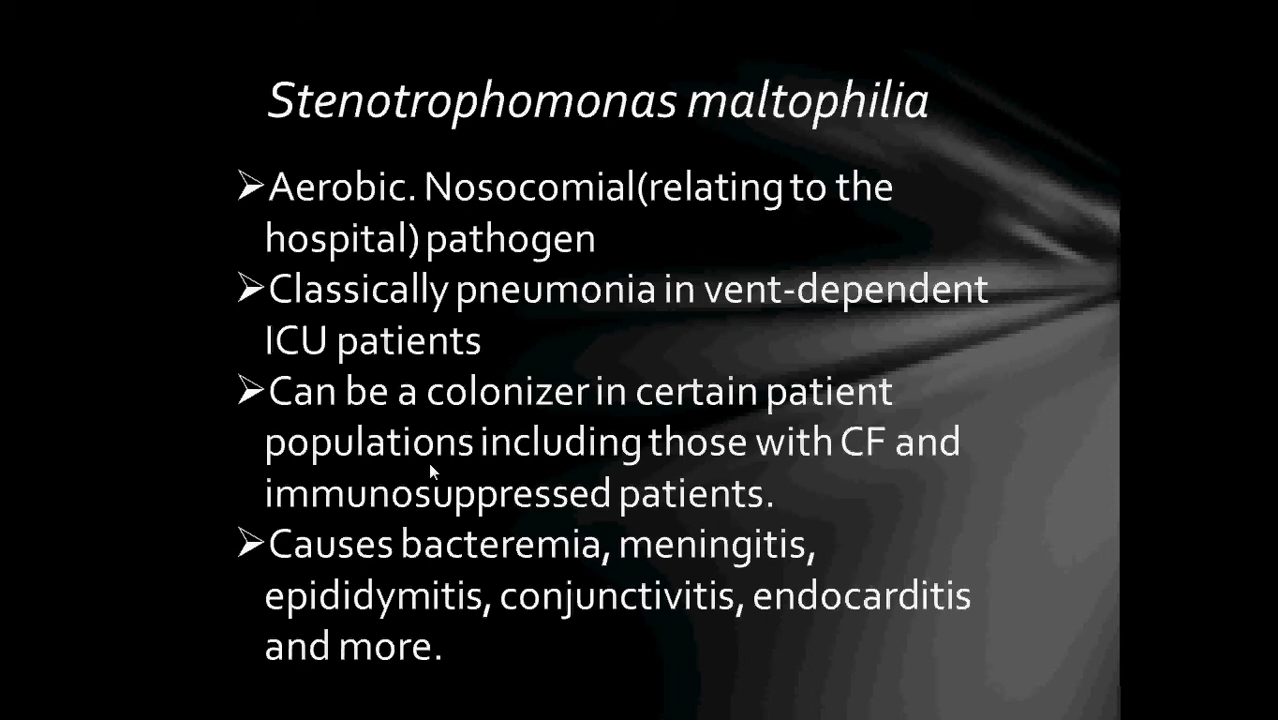 Stenotrophomonas maltophilia
➢Aerobic. Nosocomial(relating to the
hospital) pathogen
➢Classically pneumonia in vent-dependent
ICU patients
➢Can be a colonizer in certain patient
populations including those with CF and
immunosuppressed patients.
➢Causes bacteremia, meningitis,
epididymitis, conjunctivitis, endocarditis
and more.